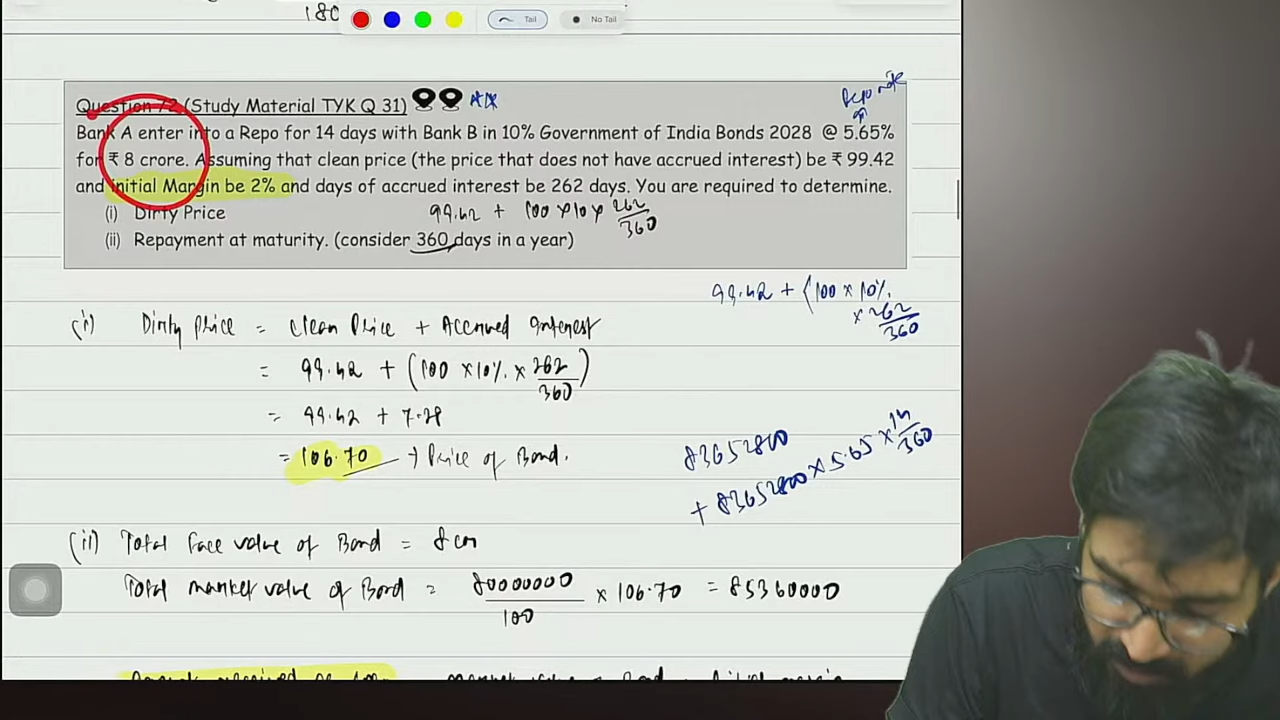 180
Tail
No Tail
Repo rate
Question 72 (Study Material TYK Q 31)
Bank A enter into a Repo for 14 days with Bank B in 10% Government of India Bonds 2028 @ 5.65%
for ₹ 8 crore. Assuming that clean price (the price that does not have accrued interest) be ₹ 99.42
and initial Margin be 2% and days of accrued interest be 262 days. You are required to determine.
(i) Dirty Price
99.42 + 100 × 10 × 262/360
(ii) Repayment at maturity. (consider 360 days in a year)
99.42 + (100 × 10%
× 262/360
(i) Dirty Price = Clean Price + Accrued Interest
= 99.42 + (100 × 10% × 262/360)
= 99.42 + 7.28
= 106.70 → Price of Bond.
83652800
+ 83652800 × 5.65 × 14/360
(ii) Total Face value of Bond = 8 cr
Total market value of Bond = 80000000/100 × 106.70 = 85360000